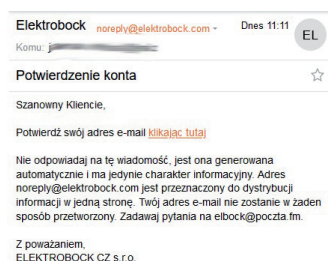 Elektrobock noreply@elektrobock.com Dnes 11:11
EL
Komu:
Potwierdzenie konta
Szanowny Kliencie,
Potwierdź swój adres e-mail klikając tutaj
Nie odpowiadaj na tę wiadomość, jest ona generowana
automatycznie i ma jedynie charakter informacyjny. Adres
noreply@elektrobock.com jest przeznaczony do dystrybucji
informacji w jedną stronę. Twój adres e-mail nie zostanie w żaden
sposób przetworzony. Zadawaj pytania na elbock@poczta.fm.
Z poważaniem,
ELEKTROBOCK CZ s.r.o.